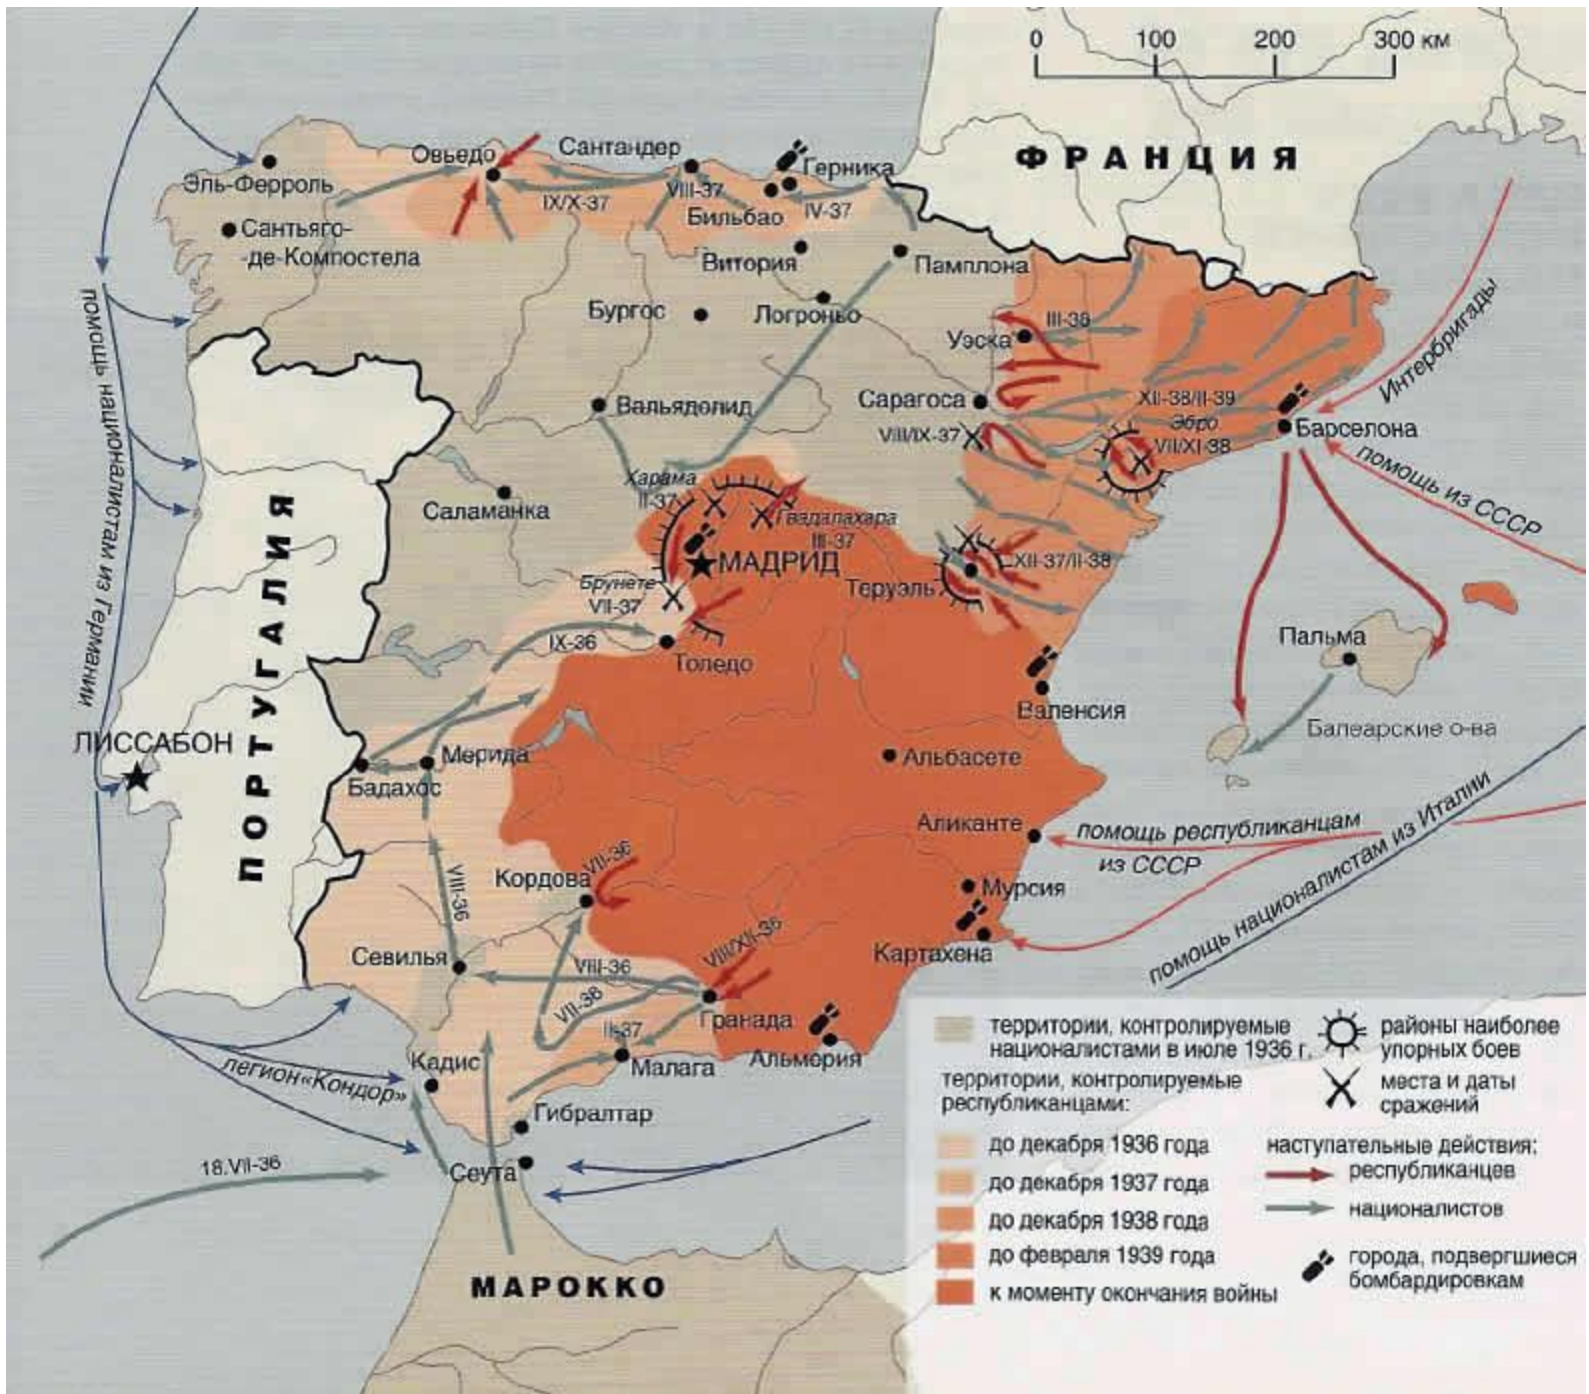 0 100 200 300 км
ФРАНЦИЯ
Овьедо
Сантандер
Герника
Эль-Ферроль
VIII-37
IX/X-37
Бильбао
IV-37
Сантьяго-
-де-Компостела
Витория
Памплона
Бургос
Логроньо
III-38
Уэска
Интербригады
помощь националистам из Германии
Вальядолид
Сарагоса
XII-38/II-39
Эбро
VII/XI-38
VIII/IX-37
Барселона
помощь из СССР
Харама
II-37
Саламанка
Гвадалахара
III-37
МАДРИД
XII-37/II-38
Теруэль
Брунете
VII-37
ПОРТУГАЛИЯ
IX-36
Толедо
Пальма
Валенсия
Балеарские о-ва
ЛИССАБОН
Мерида
Бадахос
Альбасете
Аликанте
помощь республиканцам
из СССР
помощь националистам из Италии
VII-36
Кордова
VIII-36
Мурсия
Картахена
VIII/XII-36
Севилья
VIII-36
VII-36
II-37
Гранада
Малага
Альмерия
легион «Кондор»
Кадис
Гибралтар
18.VII-36
Сеута
МАРОККО
территории, контролируемые
националистами в июле 1936 г.
территории, контролируемые
республиканцами:
до декабря 1936 года
до декабря 1937 года
до декабря 1938 года
до февраля 1939 года
к моменту окончания войны
районы наиболее
упорных боев
места и даты
сражений
наступательные действия:
республиканцев
националистов
города, подвергшиеся
бомбардировкам